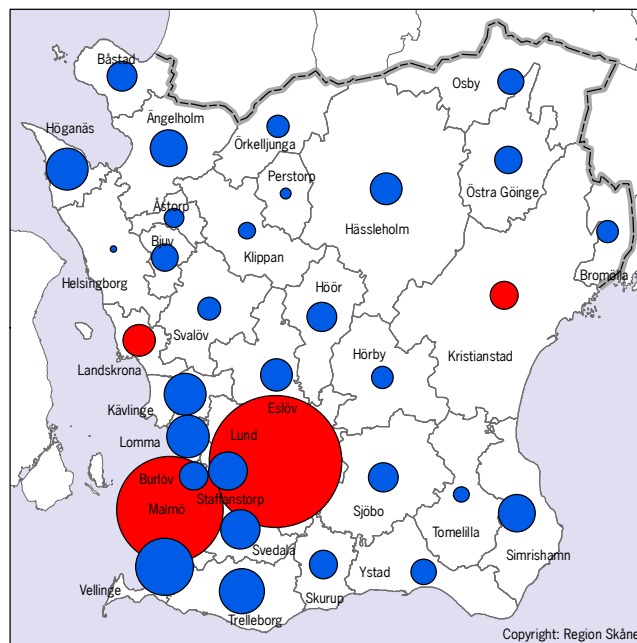 Båstad
Osby
Höganäs
Ängelholm
Örkelljunga
Perstorp
Östra Göinge
Åstorp
Hässleholm
Bjuv
Klippan
Bromölla
Helsingborg
Höör
Svalöv
Kristianstad
Hörby
Landskrona
Kävlinge
Eslöv
Lomma
Lund
Burlöv
Staffanstorp
Malmö
Sjöbo
Tomelilla
Svedala
Simrishamn
Vellinge
Ystad
Skurup
Trelleborg
Copyright: Region Skåne